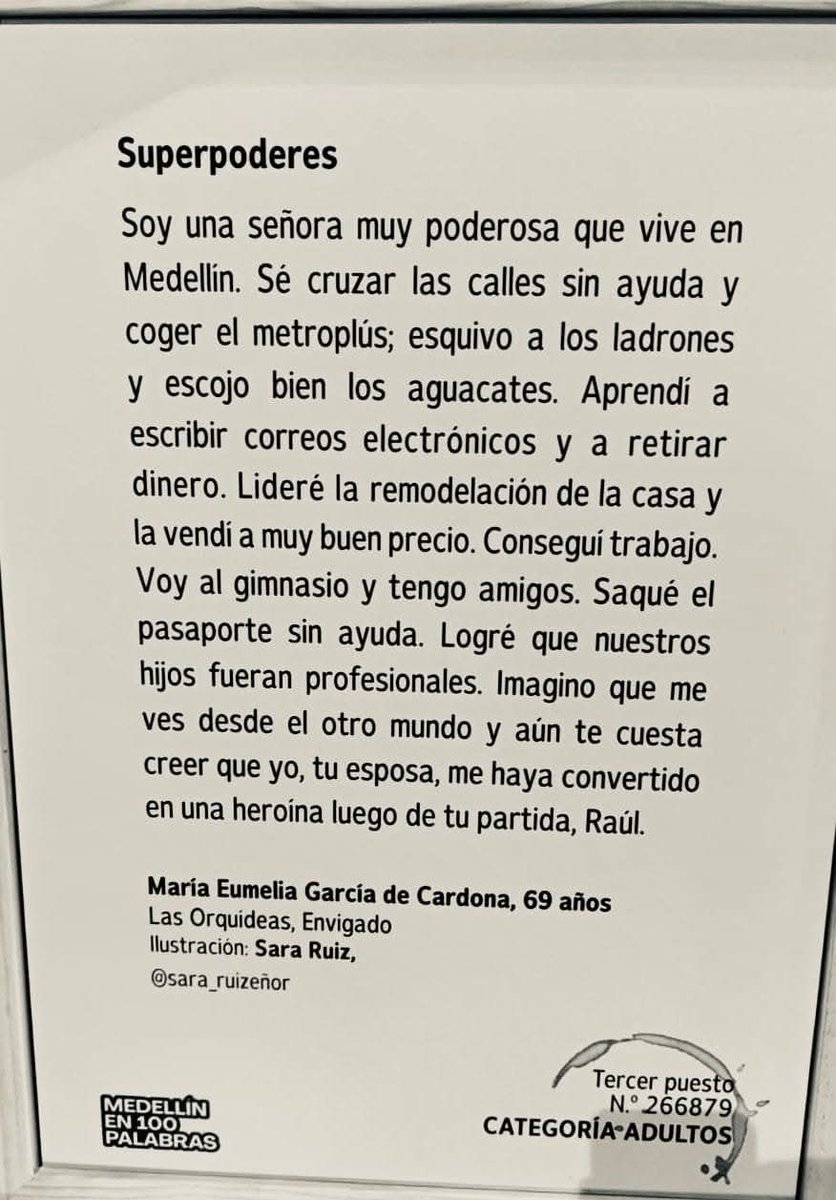 Superpoderes
Soy una señora muy poderosa que vive en
Medellín. Sé cruzar las calles sin ayuda y
coger el metroplús; esquivo a los ladrones
y escojo bien los aguacates. Aprendí a
escribir correos electrónicos y a retirar
dinero. Lideré la remodelación de la casa y
la vendí a muy buen precio. Conseguí trabajo.
Voy al gimnasio y tengo amigos. Saqué el
pasaporte sin ayuda. Logré que nuestros
hijos fueran profesionales. Imagino que me
ves desde el otro mundo y aún te cuesta
creer que yo, tu esposa, me haya convertido
en una heroína luego de tu partida, Raúl.
María Eumelia García de Cardona, 69 años
Las Orquídeas, Envigado
Ilustración: Sara Ruiz,
@sara_ruizeñor
MEDELLÍN
EN 100
PALABRAS
Tercer puesto
N.º 266879
CATEGORÍA ADULTOS